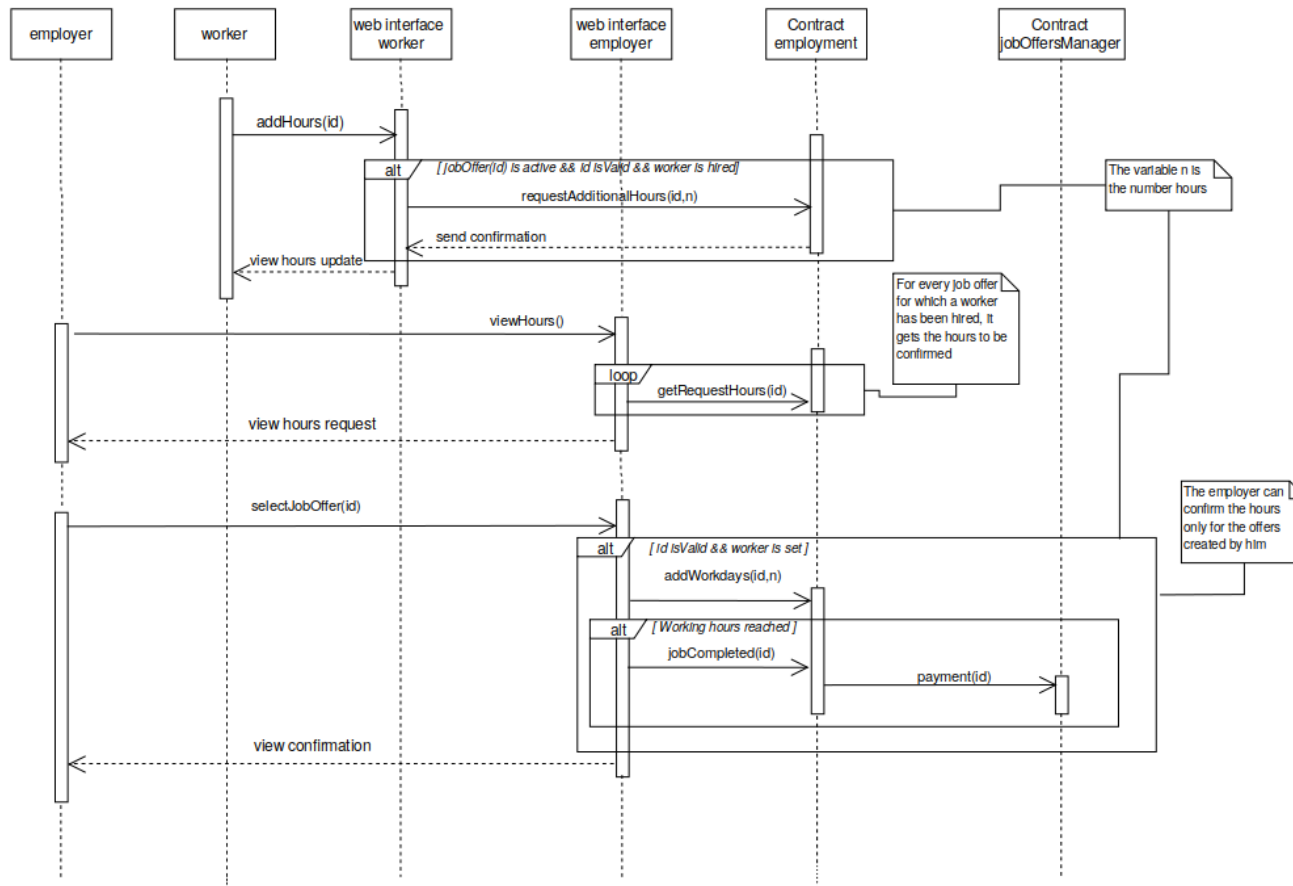 employer
worker
web interface
worker
web interface
employer
Contract
employment
Contract
jobOffersManager
addHours(id)
alt
[ jobOffer(id) is active && id isValid && worker is hired]
The variable n is
the number hours
requestAdditionalHours(id,n)
send confirmation
view hours update
For every job offer
for which a worker
has been hired, it
gets the hours to be
confirmed
viewHours()
loop
getRequestHours(id)
view hours request
selectJobOffer(id)
The employer can
confirm the hours
only for the offers
created by him
alt
[ id isValid && worker is set ]
addWorkdays(id,n)
alt
[ Working hours reached ]
jobCompleted(id)
payment(id)
view confirmation